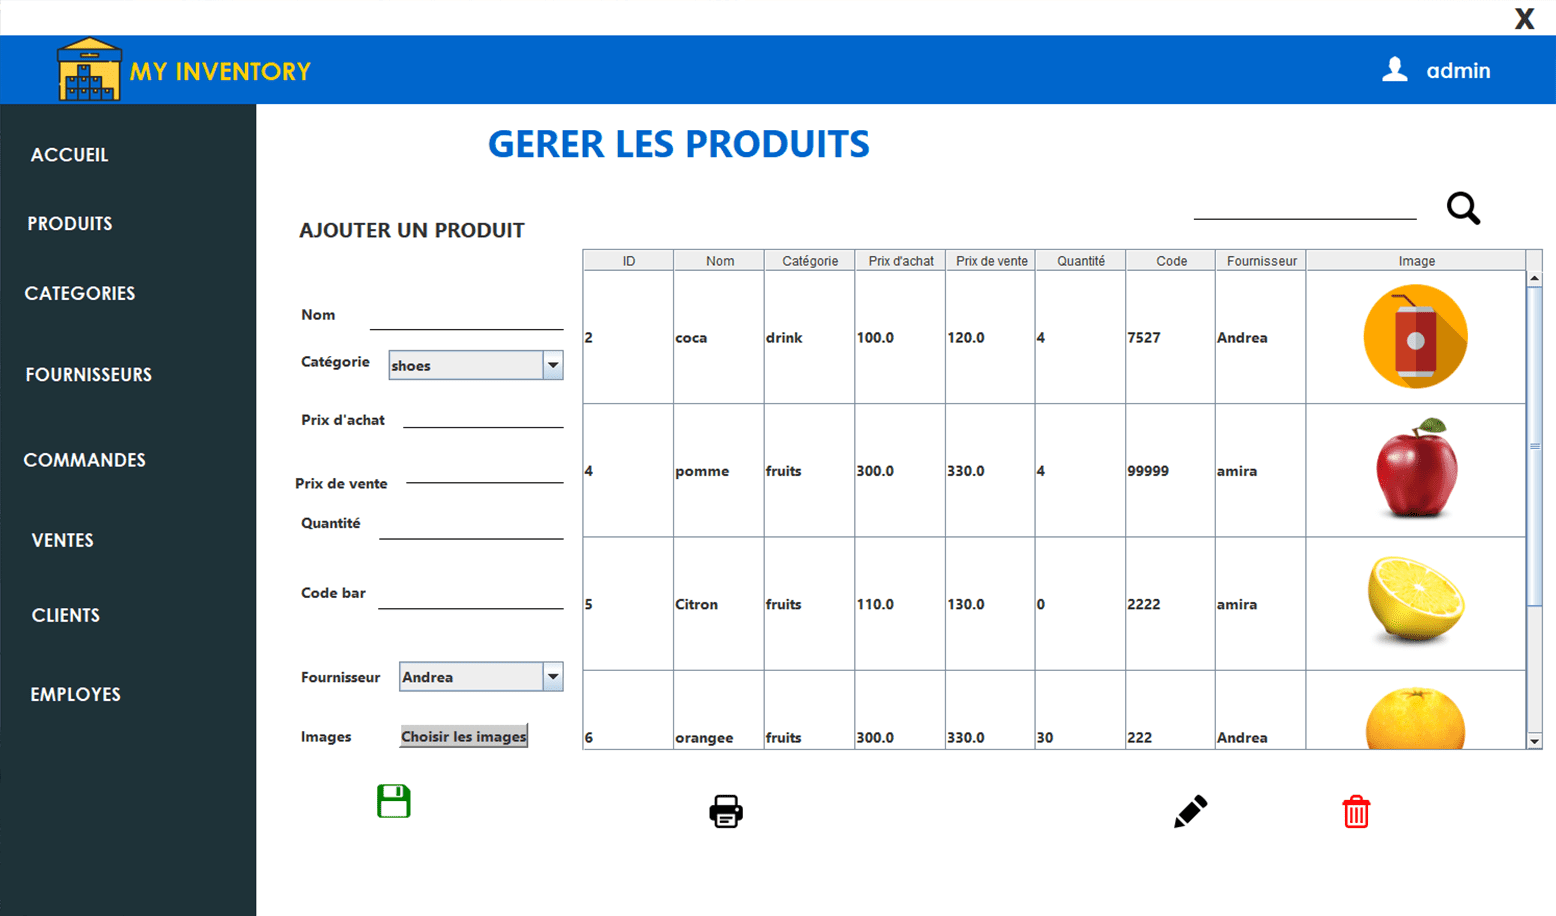 X
MY INVENTORY
admin
ACCUEIL
PRODUITS
CATEGORIES
FOURNISSEURS
COMMANDES
VENTES
CLIENTS
EMPLOYES
GERER LES PRODUITS
AJOUTER UN PRODUIT
Nom
Catégorie shoes
Prix d'achat
Prix de vente
Quantité
Code bar
Fournisseur Andrea
Images Choisir les images
ID Nom Catégorie Prix d'achat Prix de vente Quantité Code Fournisseur Image
2 coca drink 100.0 120.0 4 7527 Andrea
4 pomme fruits 300.0 330.0 4 99999 amira
5 Citron fruits 110.0 130.0 0 2222 amira
6 orangee fruits 300.0 330.0 30 222 Andrea